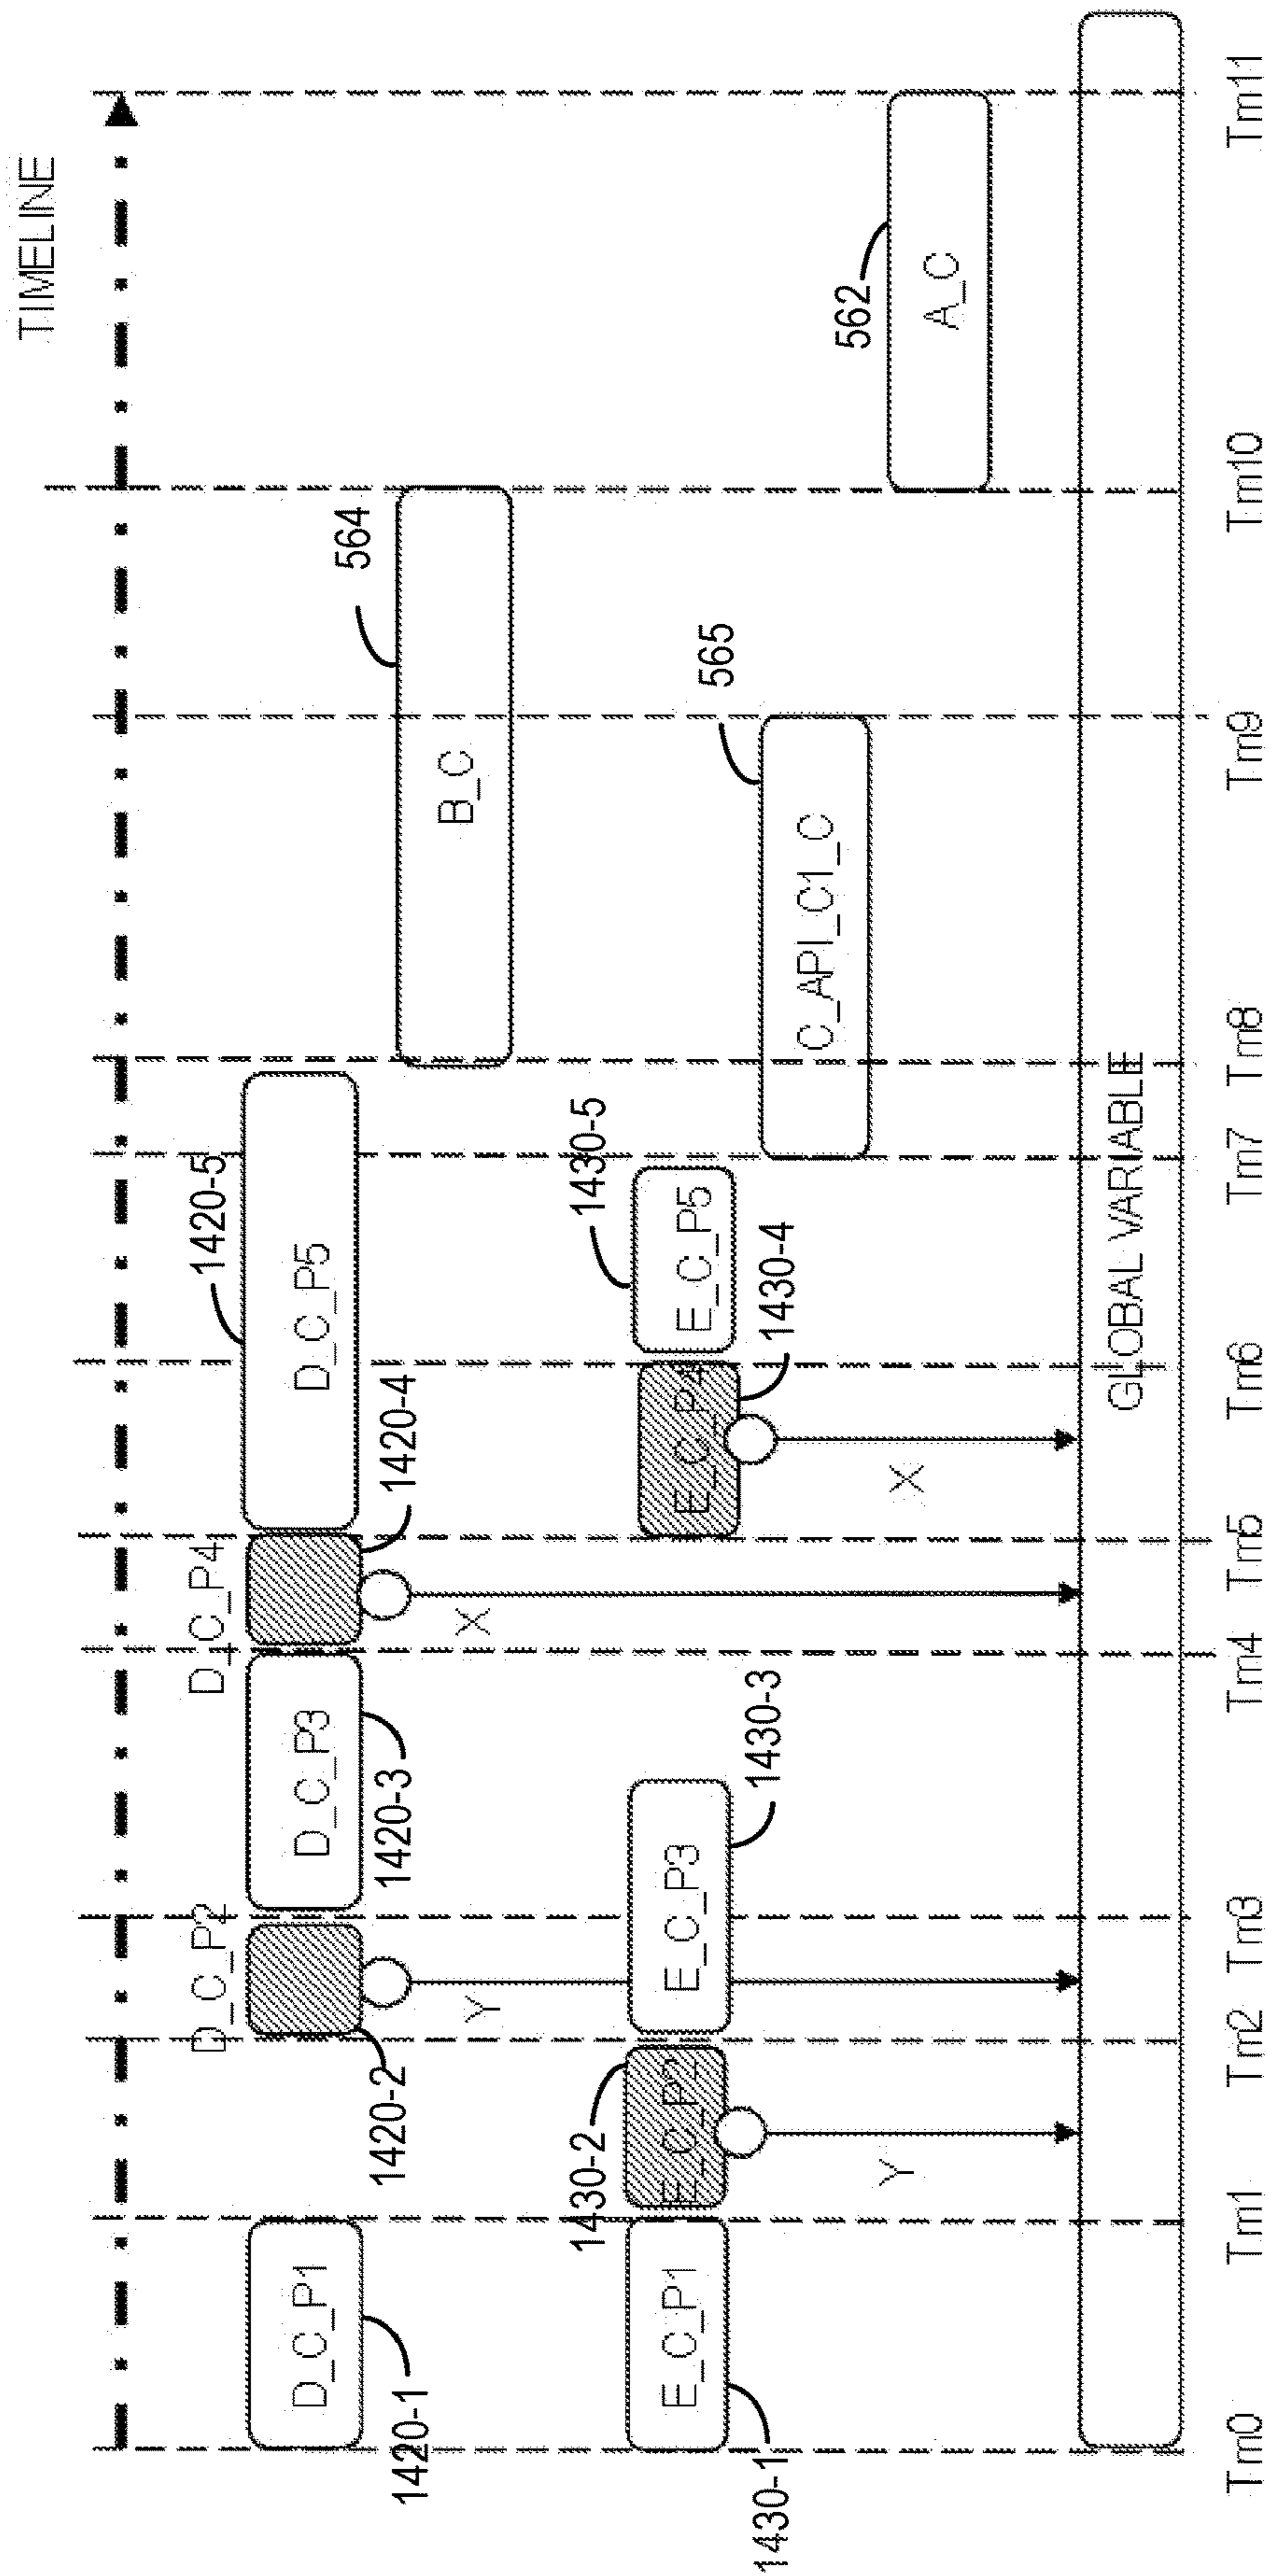 TIMELINE
D_C_P1
1420-1
D_C_P2
1420-2
Y
D_C_P3
1420-3
D_C_P4
1420-4
X
D_C_P5
1420-5
B_C
564
E_C_P1
1430-1
E_C_P2
1430-2
Y
E_C_P3
1430-3
E_C_P4
1430-4
X
E_C_P5
1430-5
C_API_C1_C
565
A_C
562
GLOBAL VARIABLE
Tm0 Tm1 Tm2 Tm3 Tm4 Tm5 Tm6 Tm7 Tm8 Tm9 Tm10 Tm11